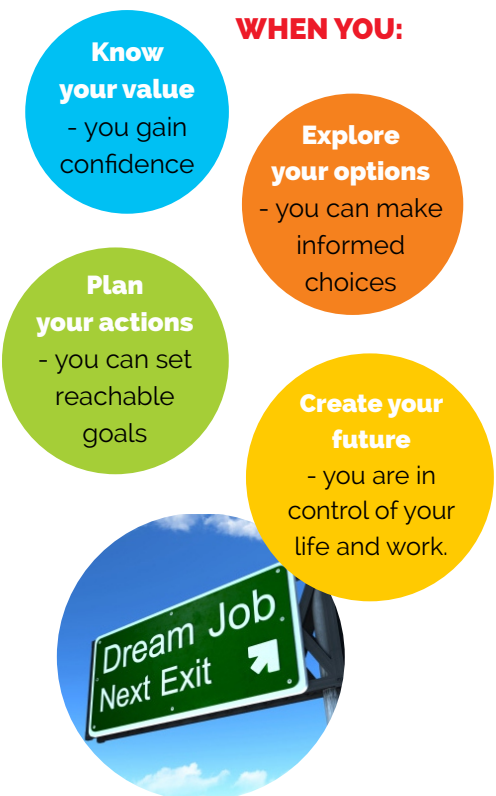 WHEN YOU:
Know
your value
- you gain
confidence
Explore
your options
- you can make
informed
choices
Plan
your actions
- you can set
reachable
goals
Create your
future
- you are in
control of your
life and work.
Dream Job
Next Exit